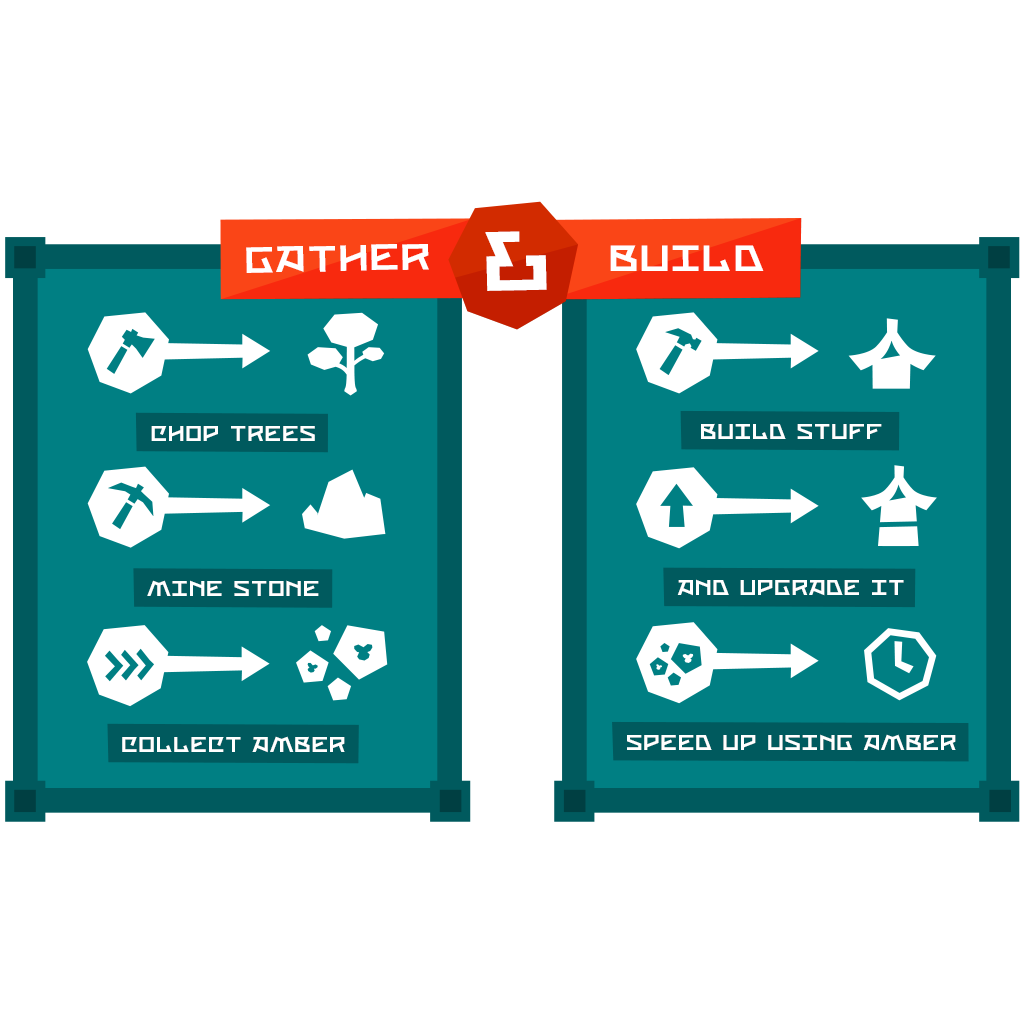 GATHER & BUILD
CHOP TREES
MINE STONE
COLLECT AMBER
BUILD STUFF
AND UPGRADE IT
SPEED UP USING AMBER